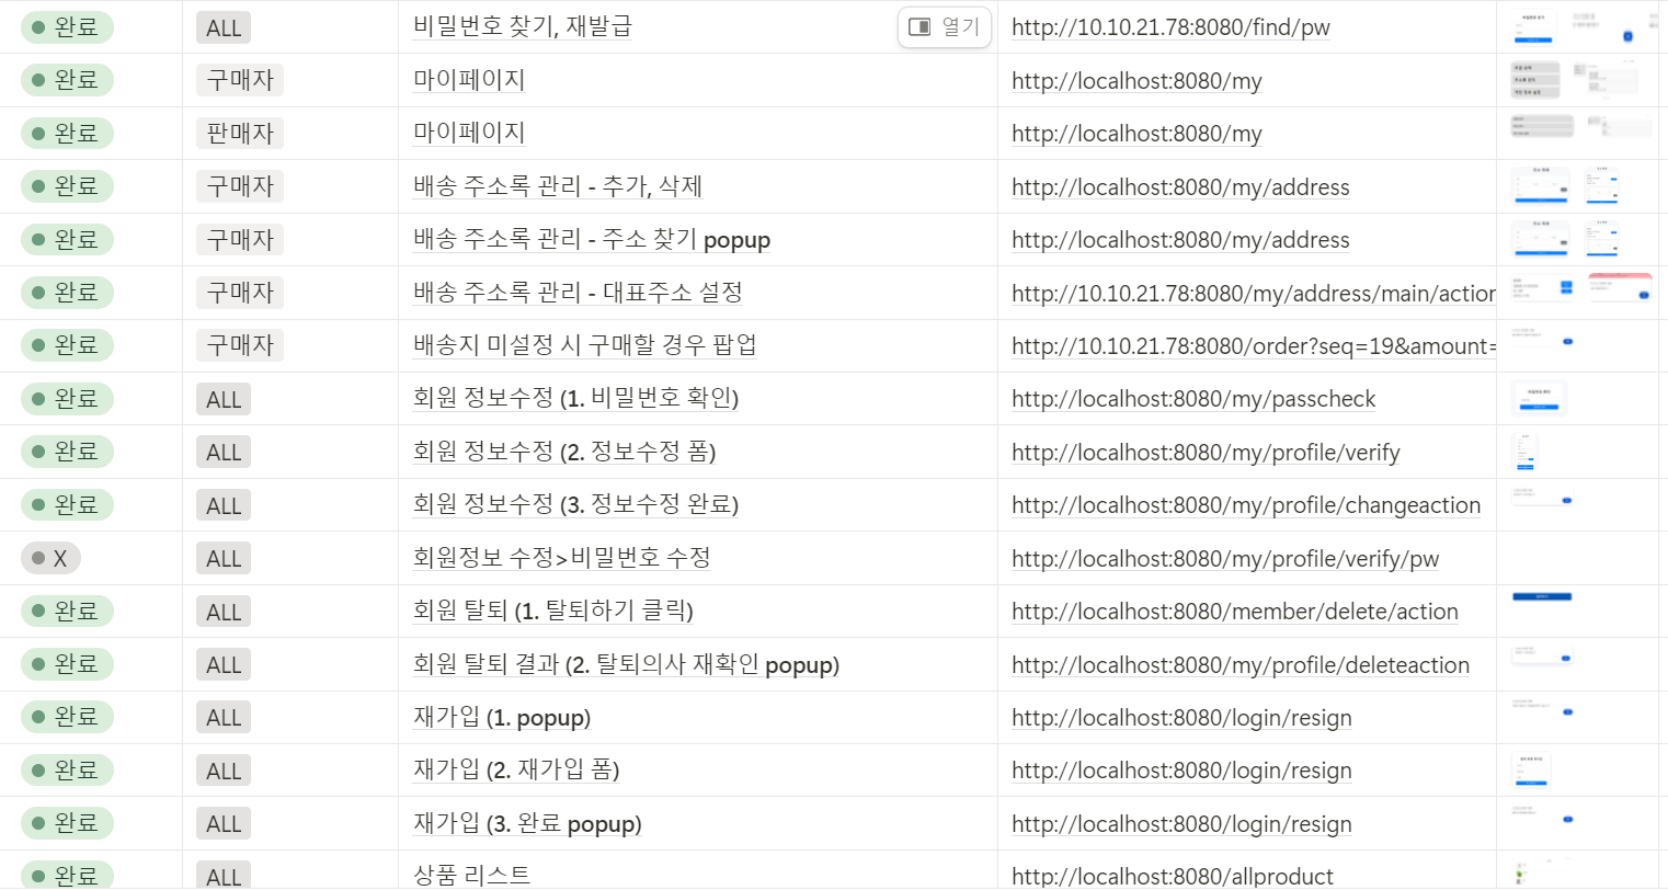 완료 ALL 비밀번호 찾기, 재발급 열기 http://10.10.21.78:8080/find/pw
완료 구매자 마이페이지 http://localhost:8080/my
완료 판매자 마이페이지 http://localhost:8080/my
완료 구매자 배송 주소록 관리 - 추가, 삭제 http://localhost:8080/my/address
완료 구매자 배송 주소록 관리 - 주소 찾기 popup http://localhost:8080/my/address
완료 구매자 배송 주소록 관리 - 대표주소 설정 http://10.10.21.78:8080/my/address/main/action
완료 구매자 배송지 미설정 시 구매할 경우 팝업 http://10.10.21.78:8080/order?seq=19&amount=
완료 ALL 회원 정보수정 (1. 비밀번호 확인) http://localhost:8080/my/passcheck
완료 ALL 회원 정보수정 (2. 정보수정 폼) http://localhost:8080/my/profile/verify
완료 ALL 회원 정보수정 (3. 정보수정 완료) http://localhost:8080/my/profile/changeaction
X ALL 회원정보 수정>비밀번호 수정 http://localhost:8080/my/profile/verify/pw
완료 ALL 회원 탈퇴 (1. 탈퇴하기 클릭) http://localhost:8080/member/delete/action
완료 ALL 회원 탈퇴 결과 (2. 탈퇴의사 재확인 popup) http://localhost:8080/my/profile/deleteaction
완료 ALL 재가입 (1. popup) http://localhost:8080/login/resign
완료 ALL 재가입 (2. 재가입 폼) http://localhost:8080/login/resign
완료 ALL 재가입 (3. 완료 popup) http://localhost:8080/login/resign
완료 ALL 상품 리스트 http://localhost:8080/allproduct